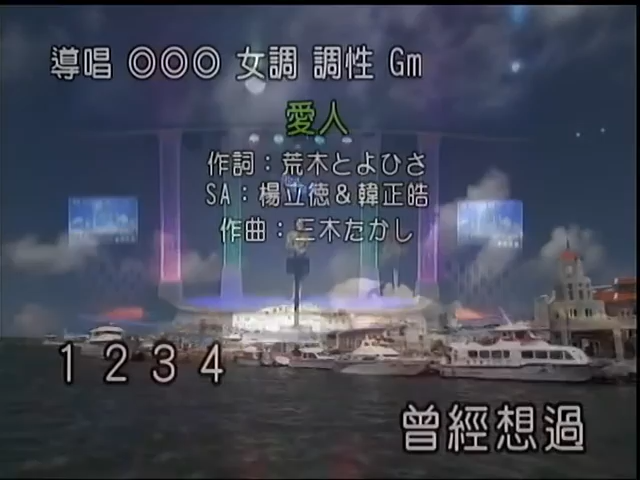 導唱 ◎◎◎ 女調 調性 Gm
愛人
作詞：荒木とよひさ
SA：楊立徳＆韓正皓
作曲：三木たかし
1 2 3 4
曾經想過